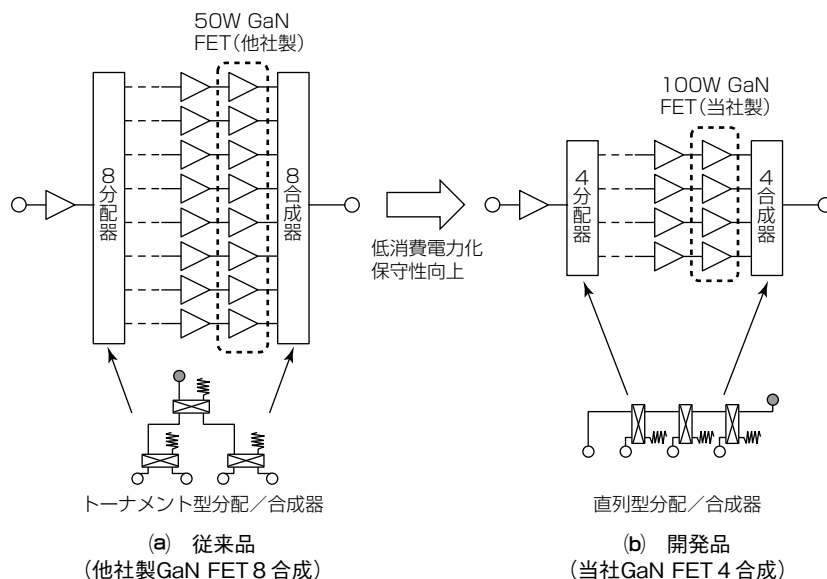 50W GaN
FET(他社製)
8分配器
8合成器
低消費電力化
保守性向上
100W GaN
FET(当社製)
4分配器
4合成器
トーナメント型分配／合成器
(a) 従来品
(他社製GaN FET 8 合成)
直列型分配／合成器
(b) 開発品
(当社GaN FET 4 合成)